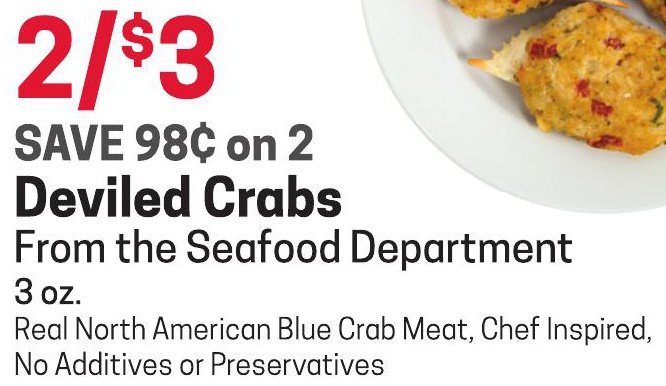 2/$3
SAVE 98¢ on 2
Deviled Crabs
From the Seafood Department
3 oz.
Real North American Blue Crab Meat, Chef Inspired,
No Additives or Preservatives